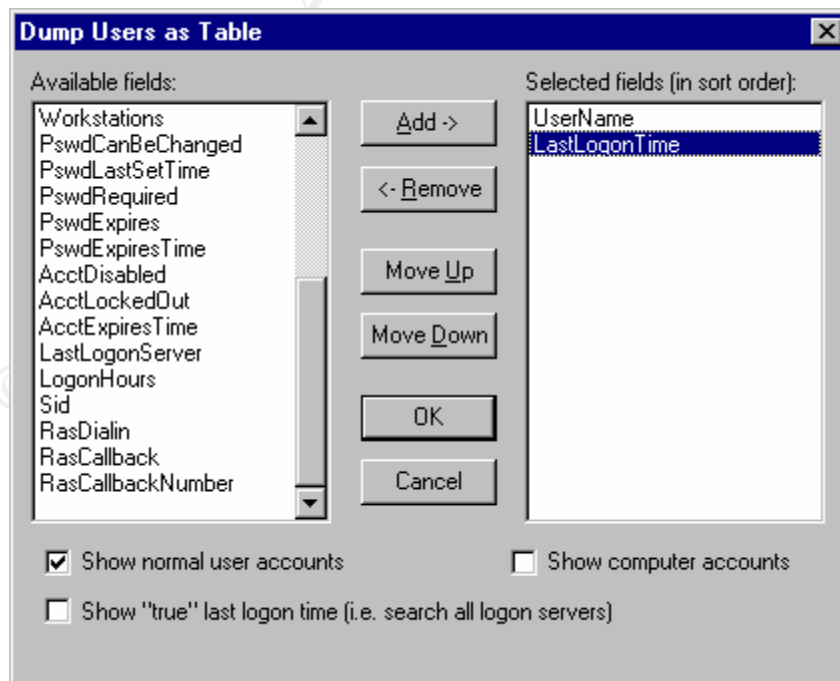 Dump Users as Table
Available fields:
Workstations
PswdCanBeChanged
PswdLastSetTime
PswdRequired
PswdExpires
PswdExpiresTime
AcctDisabled
AcctLockedOut
AcctExpiresTime
LastLogonServer
LogonHours
Sid
RasDialin
RasCallback
RasCallbackNumber
Add ->
<- Remove
Move Up
Move Down
OK
Cancel
Selected fields (in sort order):
UserName
LastLogonTime
Show normal user accounts
Show computer accounts
Show "true" last logon time (i.e. search all logon servers)